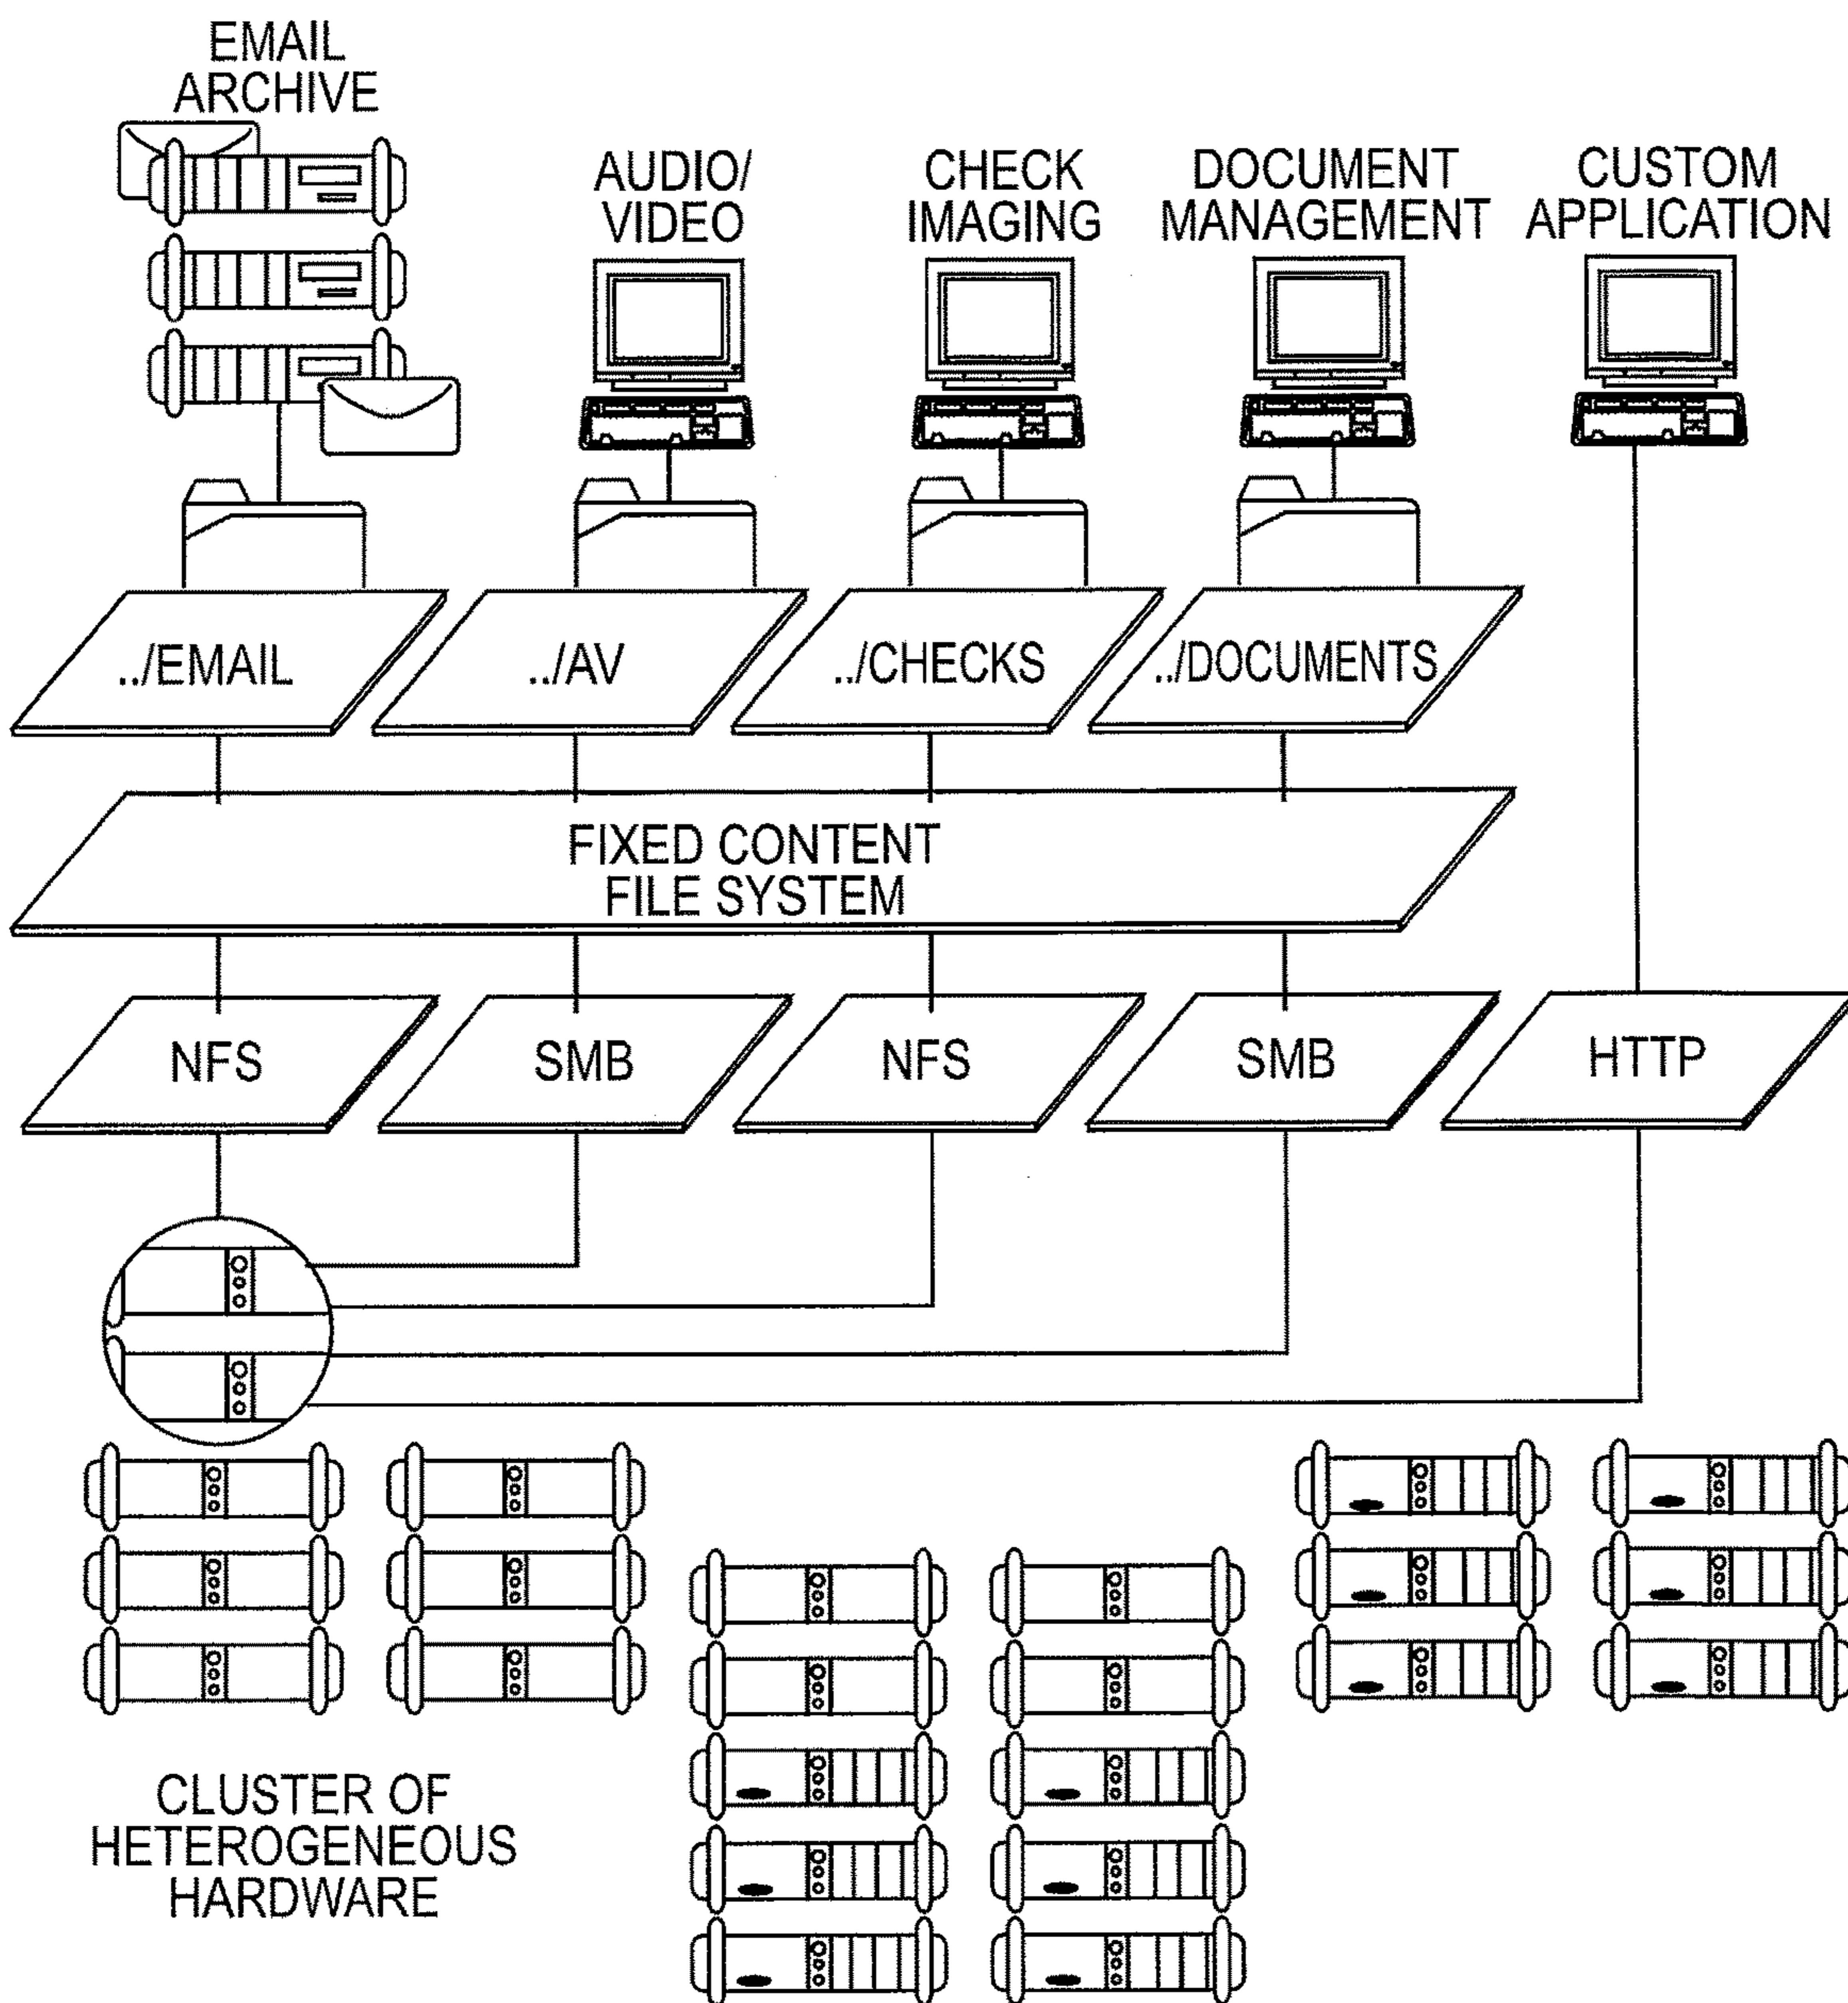 EMAIL
ARCHIVE
AUDIO/
VIDEO
CHECK
IMAGING
DOCUMENT
MANAGEMENT
CUSTOM
APPLICATION
../EMAIL
../AV
../CHECKS
../DOCUMENTS
FIXED CONTENT
FILE SYSTEM
NFS
SMB
NFS
SMB
HTTP
CLUSTER OF
HETEROGENEOUS
HARDWARE